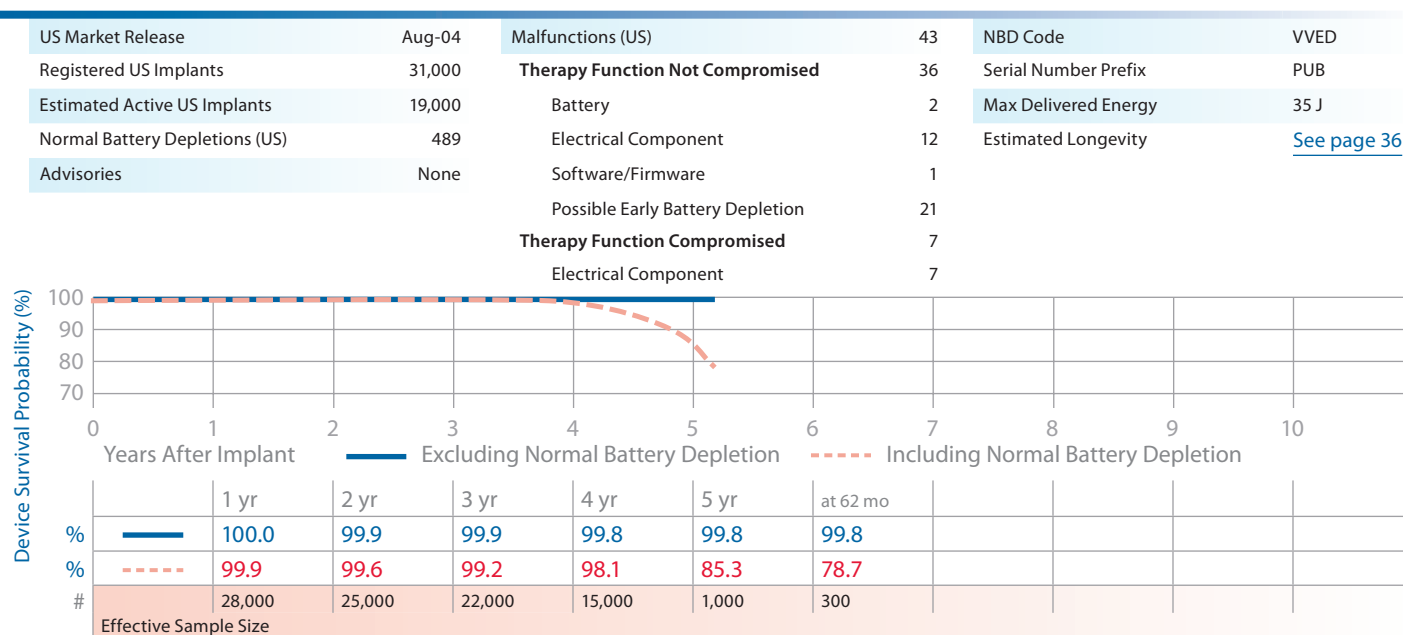 US Market Release Aug-04
Registered US Implants 31,000
Estimated Active US Implants 19,000
Normal Battery Depletions (US) 489
Advisories None
Malfunctions (US) 43
Therapy Function Not Compromised 36
Battery 2
Electrical Component 12
Software/Firmware 1
Possible Early Battery Depletion 21
Therapy Function Compromised 7
Electrical Component 7
NBD Code VVED
Serial Number Prefix PUB
Max Delivered Energy 35 J
Estimated Longevity See page 36
Device Survival Probability (%)
100
90
80
70
0 1 2 3 4 5 6 7 8 9 10
Years After Implant Excluding Normal Battery Depletion Including Normal Battery Depletion
1 yr 2 yr 3 yr 4 yr 5 yr at 62 mo
% 100.0 99.9 99.9 99.8 99.8 99.8
% 99.9 99.6 99.2 98.1 85.3 78.7
# 28,000 25,000 22,000 15,000 1,000 300
Effective Sample Size